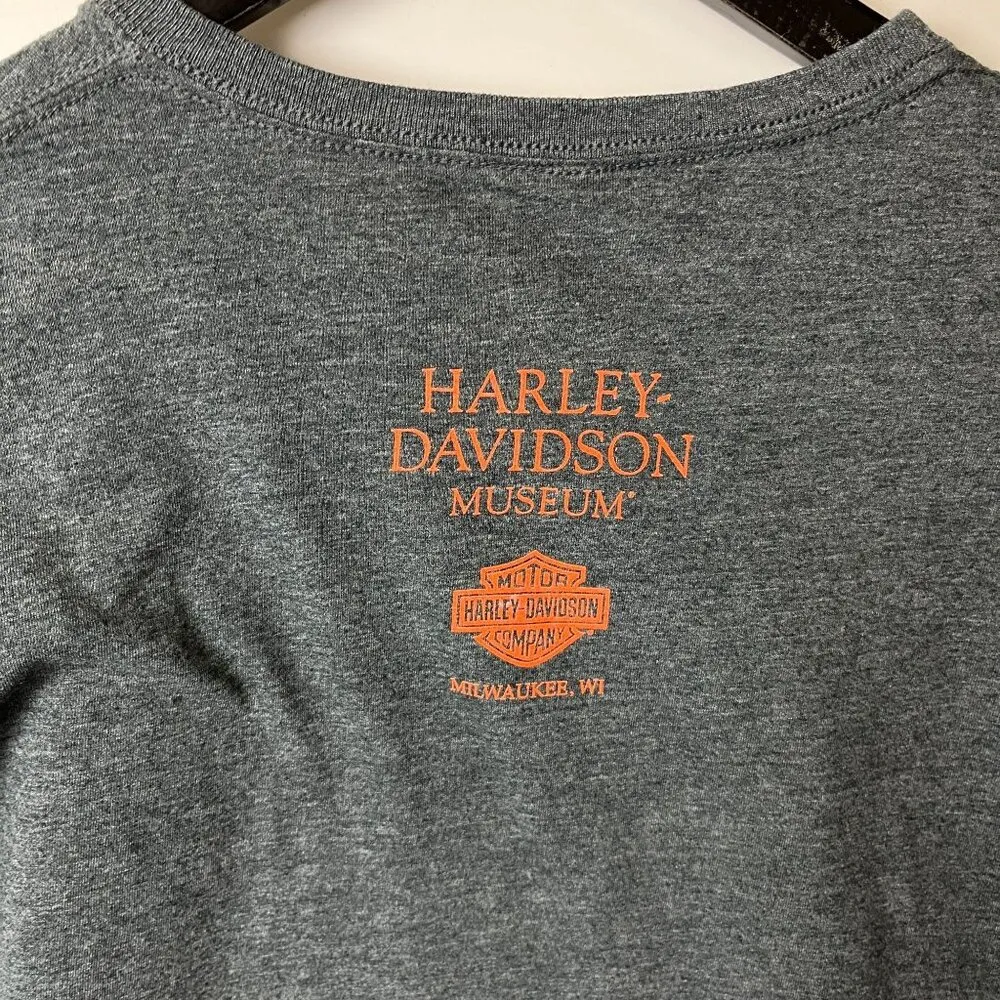 HARLEY-
DAVIDSON
MUSEUM®
MOTOR
HARLEY-DAVIDSON
COMPANY
MILWAUKEE, WI